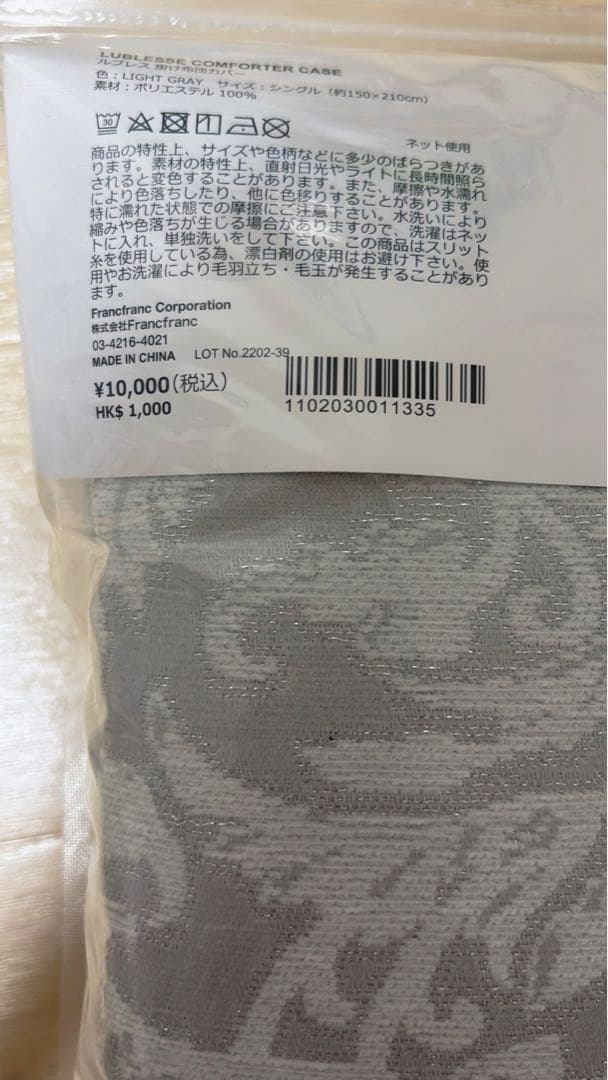 LUBLESSE COMFORTER CASE
ルブレス 掛け布団カバー
色：LIGHT GRAY サイズ：シングル（約150×210cm）
素材：ポリエステル 100%
30
ネット使用
商品の特性上、サイズや色柄などに多少のばらつきがあ
ります。素材の特性上、直射日光やライトに長時間照ら
されると変色することがあります。また、摩擦や水濡れ
により色落ちしたり、他に色移りすることがあります。
特に濡れた状態での摩擦にご注意下さい。水洗いにより
縮みや色落ちが生じる場合がありますので、洗濯はネッ
トに入れ、単独洗いをして下さい。この商品はスリット
糸を使用している為、漂白剤の使用はお避け下さい。使
用やお洗濯により毛羽立ち・毛玉が発生することがあり
ます。
Francfranc Corporation
株式会社Francfranc
03-4216-4021
MADE IN CHINA LOT No.2202-39
¥10,000(税込)
HK$ 1,000
1102030011335